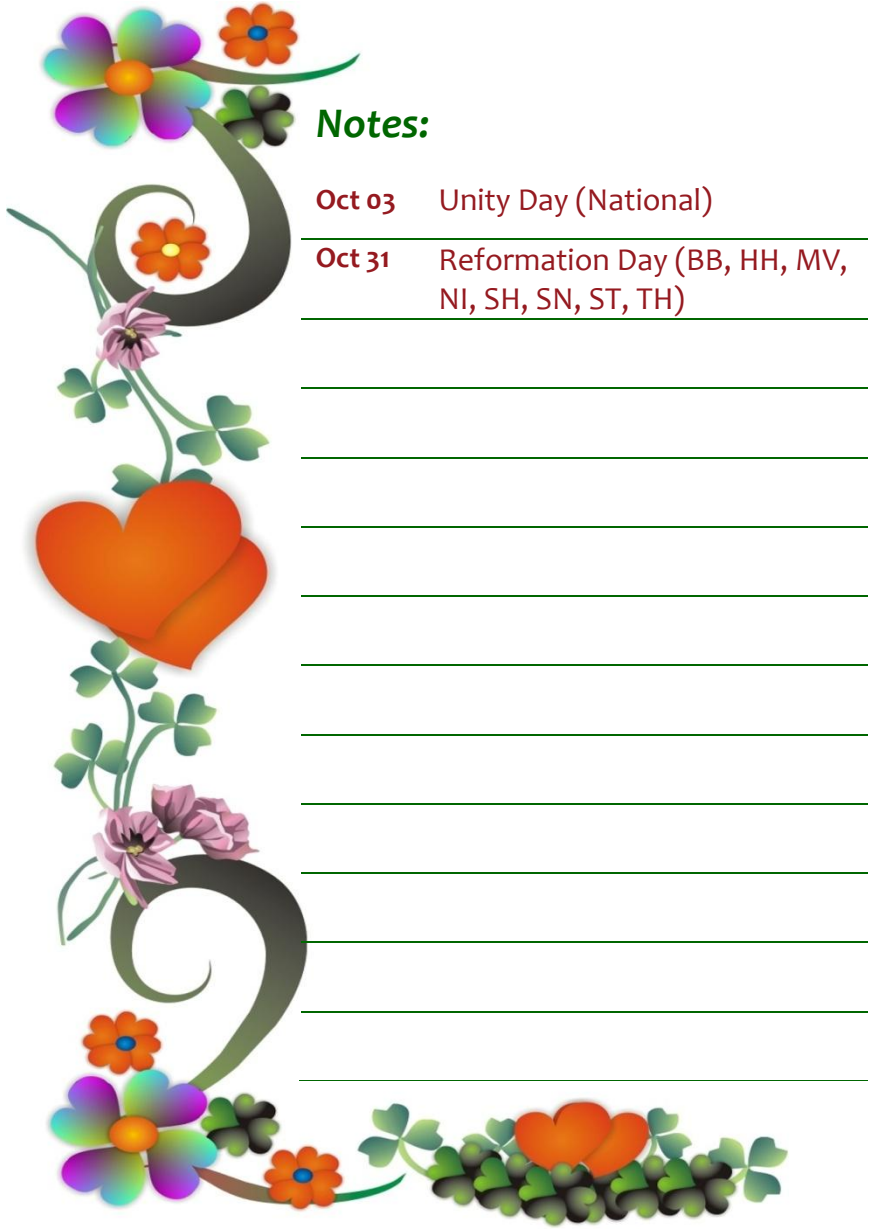 Notes:
Oct 03 Unity Day (National)
Oct 31 Reformation Day (BB, HH, MV,
NI, SH, SN, ST, TH)